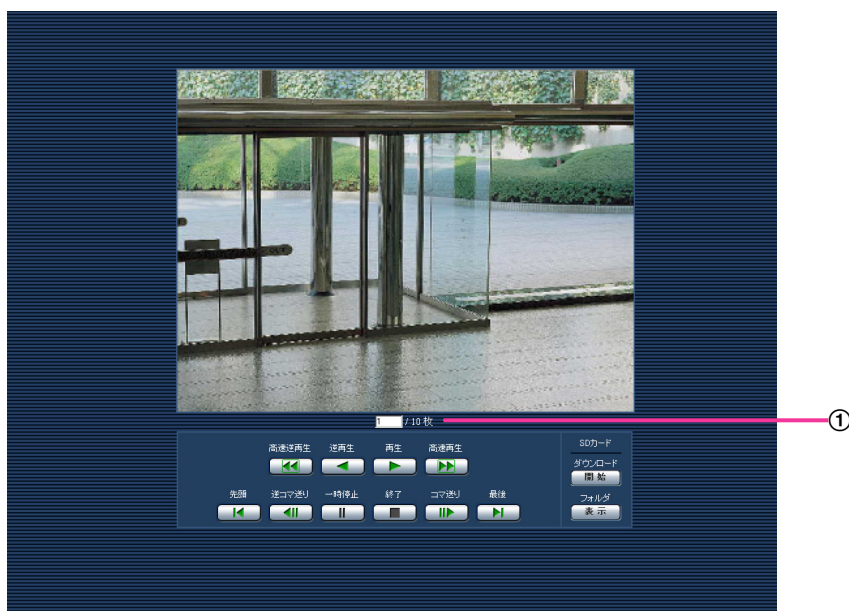 1 / 10 枚
①
高速逆再生 逆再生 再生 高速再生
先頭 逆コマ送り 一時停止 終了 コマ送り 最後
SDカード
ダウンロード
開始
フォルダ
表示